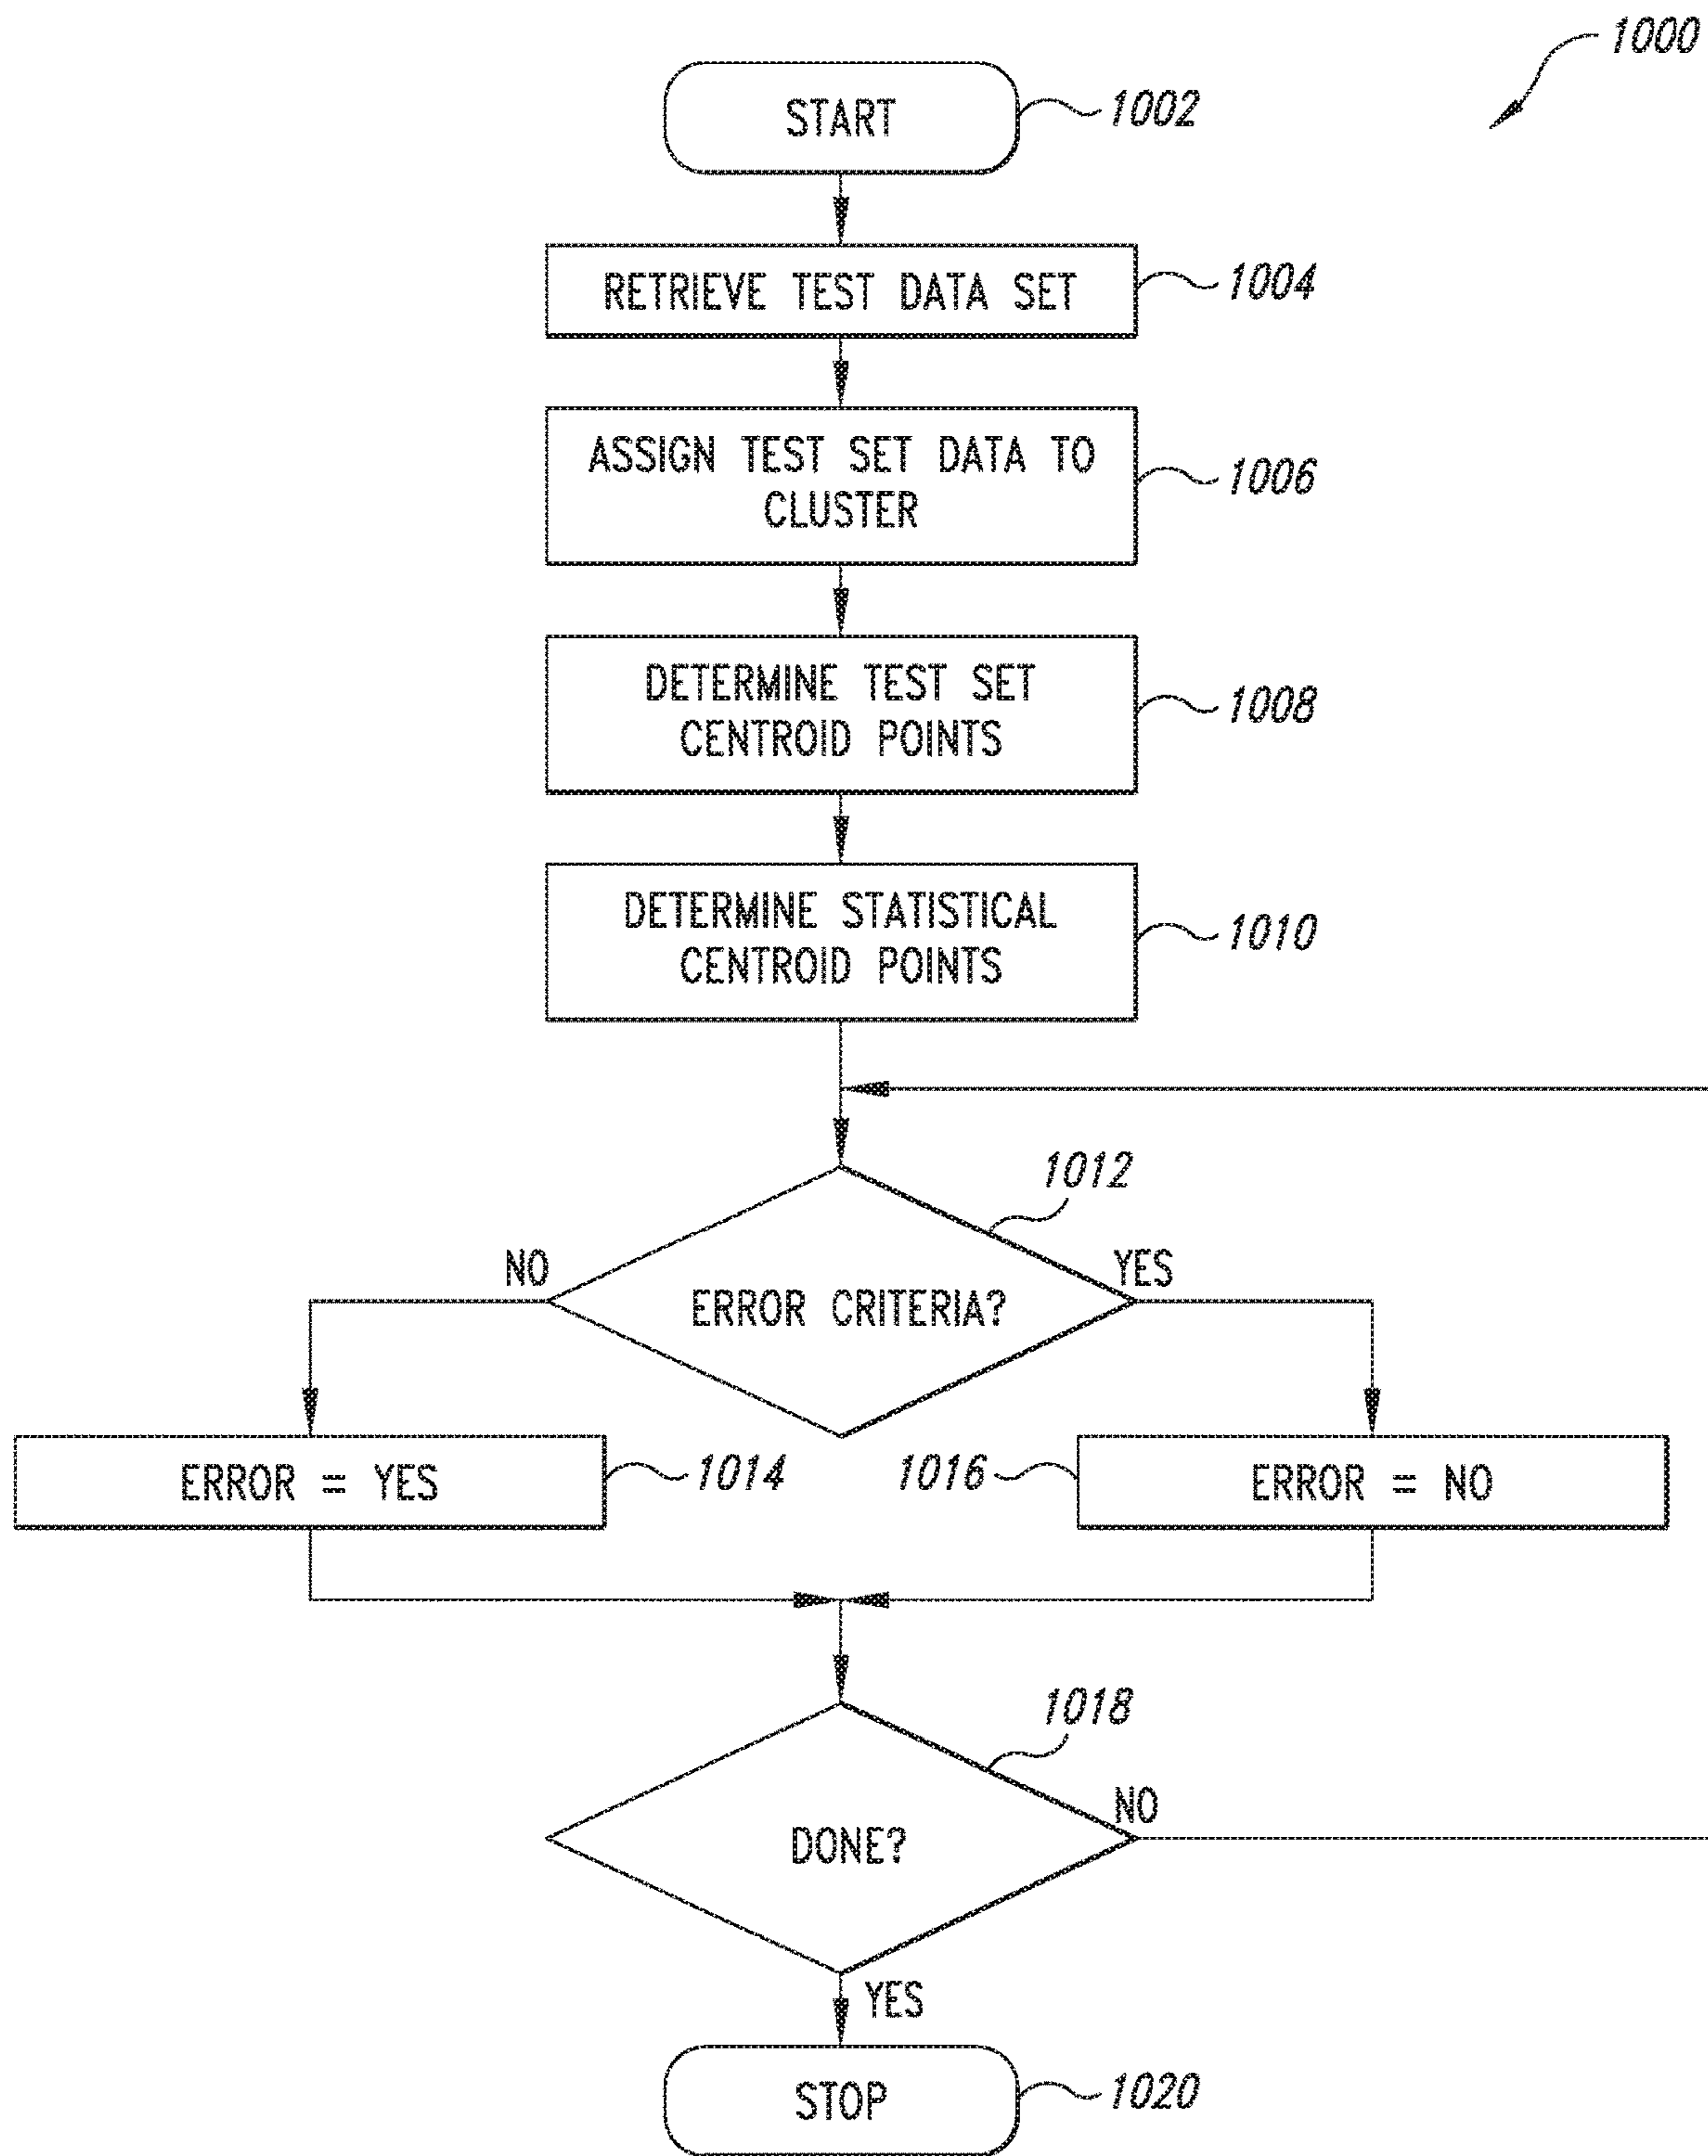 1000
START
1002
RETRIEVE TEST DATA SET
1004
ASSIGN TEST SET DATA TO
CLUSTER
1006
DETERMINE TEST SET
CENTROID POINTS
1008
DETERMINE STATISTICAL
CENTROID POINTS
1010
1012
NO
YES
ERROR CRITERIA?
ERROR = YES
1014
1016
ERROR = NO
1018
NO
DONE?
YES
STOP
1020